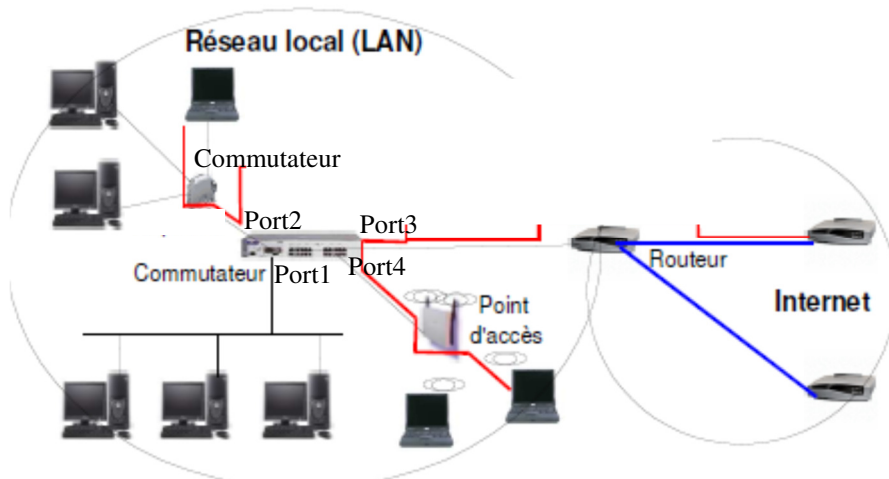 Réseau local (LAN)
Commutateur
Port2
Port3
Commutateur
Port1
Port4
Routeur
Point
d'accès
Internet